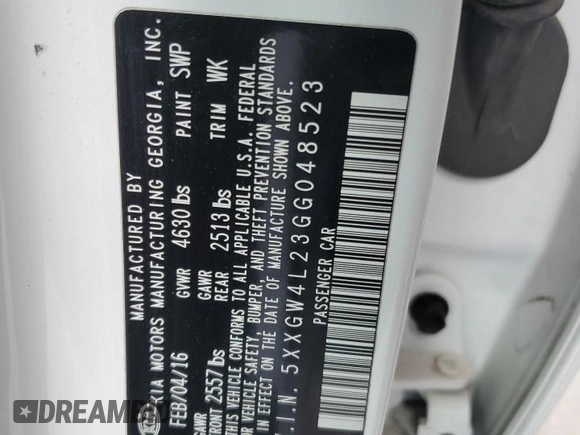 MANUFACTURED BY
KIA MOTORS MANUFACTURING GEORGIA, INC.
FEB/04/16 GVWR 4630 lbs PAINT SWP
GAWR FRONT 2557 lbs GAWR REAR 2513 lbs TRIM WK
THIS VEHICLE CONFORMS TO ALL APPLICABLE U.S.A. FEDERAL
VEHICLE SAFETY, BUMPER, AND THEFT PREVENTION STANDARDS
IN EFFECT ON THE DATE OF MANUFACTURE SHOWN ABOVE.
V.I.N. 5XXGW4L23GG048523
PASSENGER CAR
DREAMBID